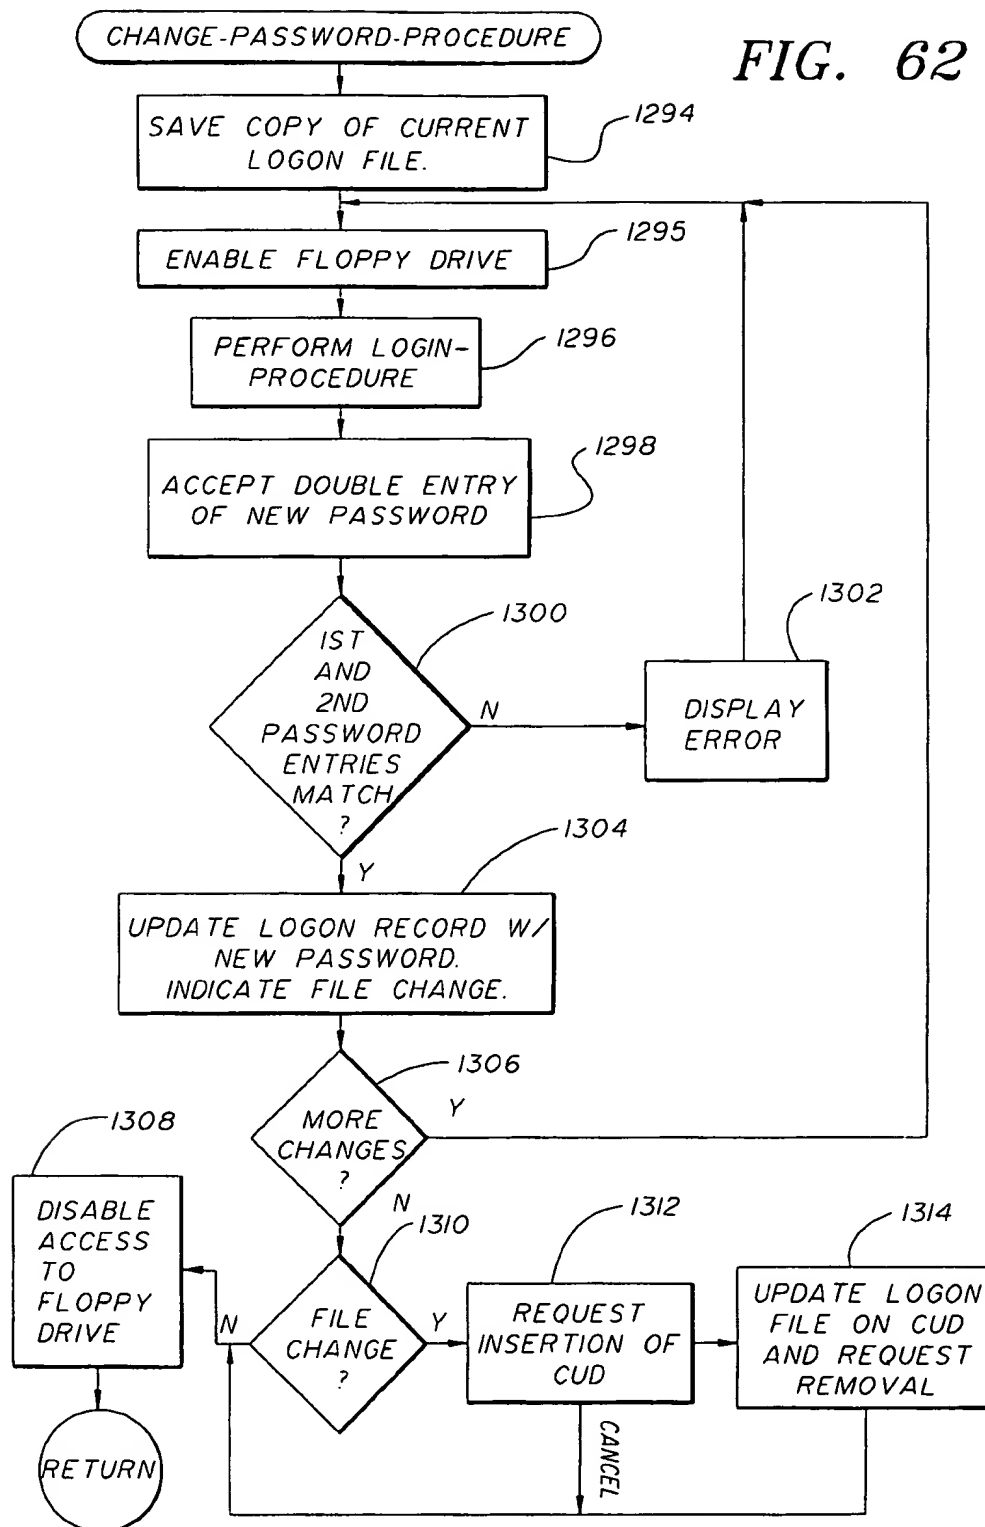 CHANGE-PASSWORD-PROCEDURE
FIG. 62
SAVE COPY OF CURRENT
LOGON FILE.
1294
ENABLE FLOPPY DRIVE
1295
PERFORM LOGIN-
PROCEDURE
1296
ACCEPT DOUBLE ENTRY
OF NEW PASSWORD
1298
1ST
AND
2ND
PASSWORD
ENTRIES
MATCH
?
1300
N
DISPLAY
ERROR
1302
Y
UPDATE LOGON RECORD W/
NEW PASSWORD.
INDICATE FILE CHANGE.
1304
MORE
CHANGES
?
1306
Y
N
FILE
CHANGE
?
1310
N
DISABLE
ACCESS
TO
FLOPPY
DRIVE
1308
RETURN
Y
REQUEST
INSERTION OF
CUD
1312
CANCEL
UPDATE LOGON
FILE ON CUD
AND REQUEST
REMOVAL
1314